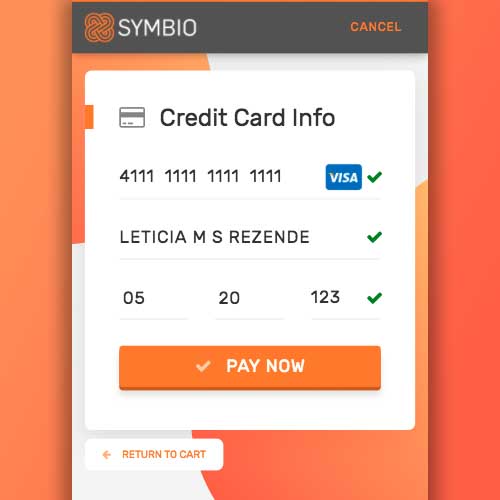 SYMBIO
CANCEL
Credit Card Info
4111 1111 1111 1111 VISA
LETICIA M S REZENDE
05 20 123
PAY NOW
RETURN TO CART